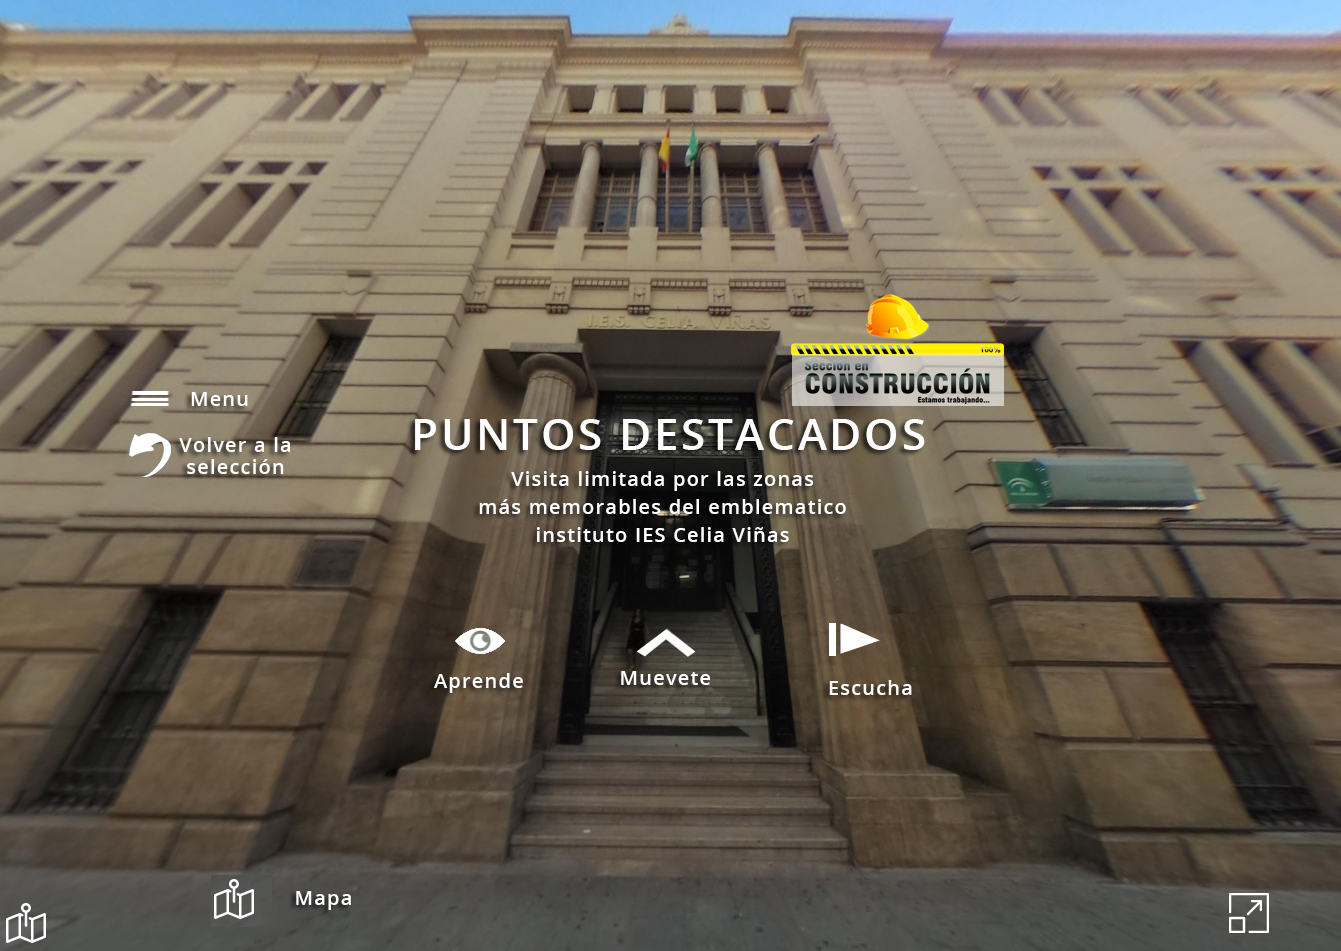 I.E.S. CELIA VIÑAS
100%
Sección en
CONSTRUCCIÓN
Estamos trabajando...
Menu
PUNTOS DESTACADOS
Volver a la
selección
Visita limitada por las zonas
más memorables del emblematico
instituto IES Celia Viñas
Aprende
Muevete
Escucha
Mapa